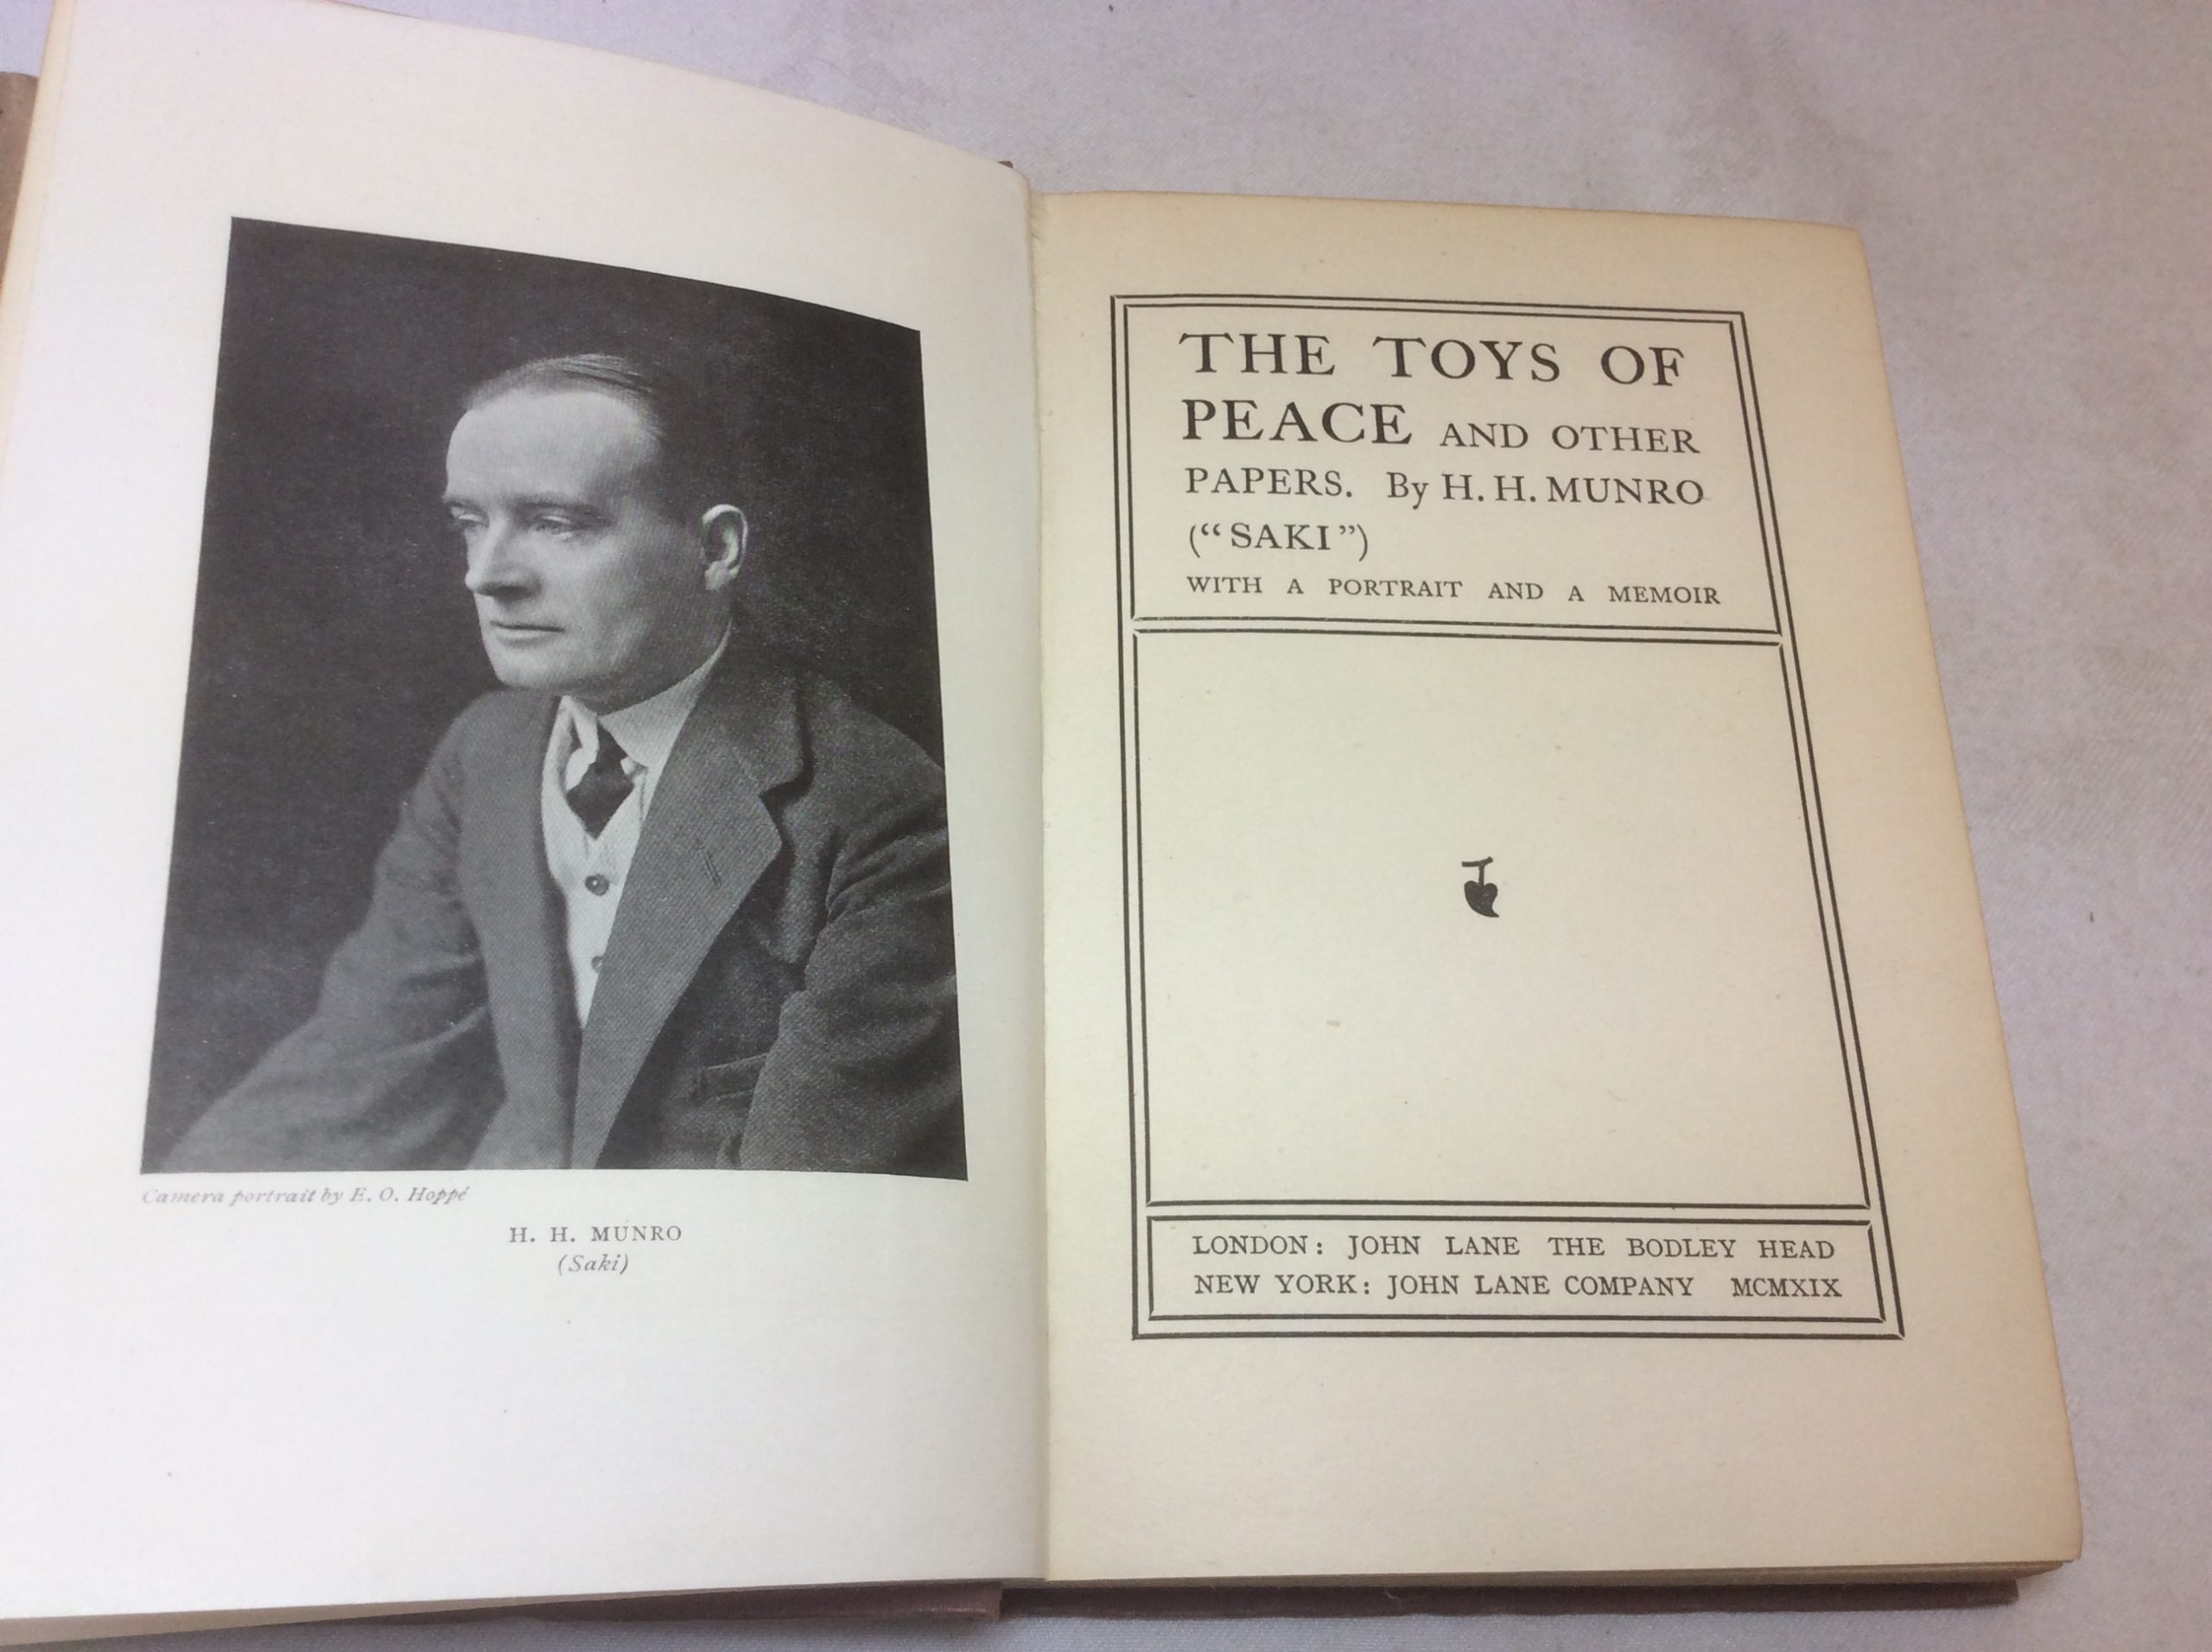 Camera portrait by E. O. Hoppé
H. H. MUNRO
(Saki)
THE TOYS OF
PEACE AND OTHER
PAPERS. By H. H. MUNRO
(“SAKI”)
WITH A PORTRAIT AND A MEMOIR
LONDON: JOHN LANE THE BODLEY HEAD
NEW YORK: JOHN LANE COMPANY MCMXIX